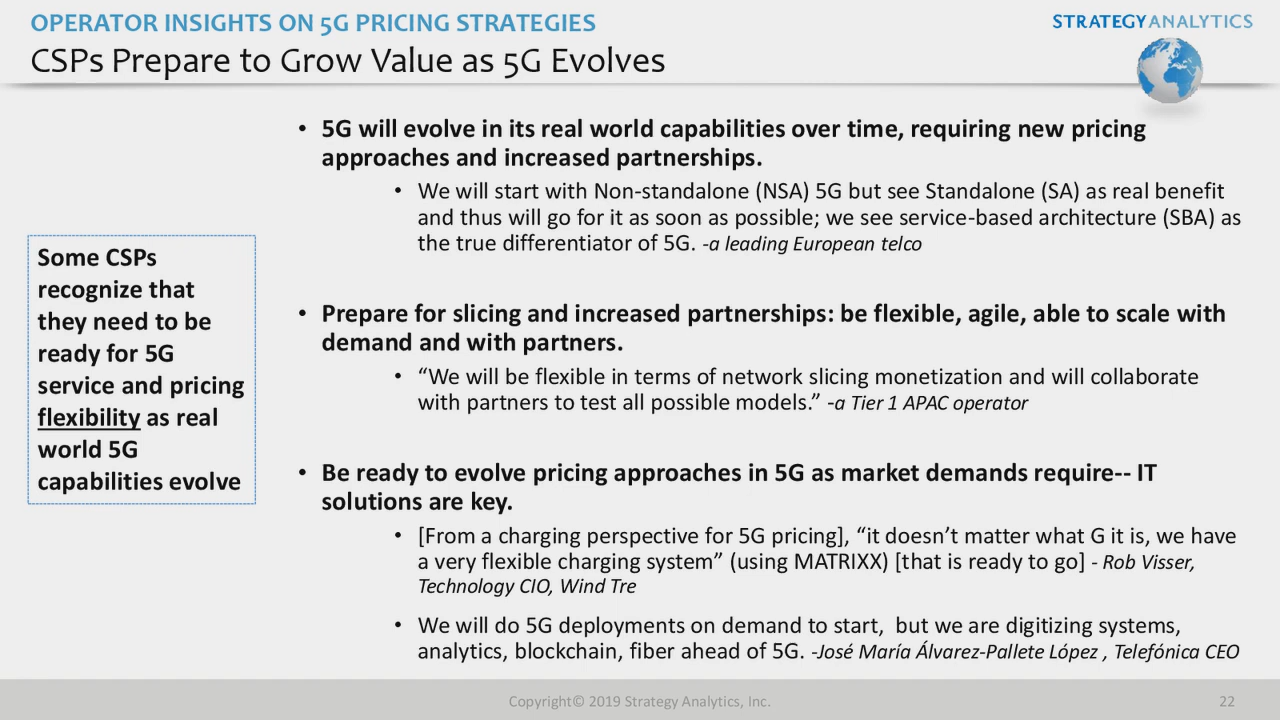 OPERATOR INSIGHTS ON 5G PRICING STRATEGIES
STRATEGYANALYTICS
CSPs Prepare to Grow Value as 5G Evolves
Some CSPs
recognize that
they need to be
ready for 5G
service and pricing
flexibility as real
world 5G
capabilities evolve
• 5G will evolve in its real world capabilities over time, requiring new pricing
approaches and increased partnerships.
• We will start with Non-standalone (NSA) 5G but see Standalone (SA) as real benefit
and thus will go for it as soon as possible; we see service-based architecture (SBA) as
the true differentiator of 5G. -a leading European telco
• Prepare for slicing and increased partnerships: be flexible, agile, able to scale with
demand and with partners.
• “We will be flexible in terms of network slicing monetization and will collaborate
with partners to test all possible models.” -a Tier 1 APAC operator
• Be ready to evolve pricing approaches in 5G as market demands require-- IT
solutions are key.
• [From a charging perspective for 5G pricing], “it doesn’t matter what G it is, we have
a very flexible charging system” (using MATRIXX) [that is ready to go] - Rob Visser,
Technology CIO, Wind Tre
• We will do 5G deployments on demand to start,  but we are digitizing systems,
analytics, blockchain, fiber ahead of 5G. -José María Álvarez-Pallete López , Telefónica CEO
Copyright© 2019 Strategy Analytics, Inc.
22